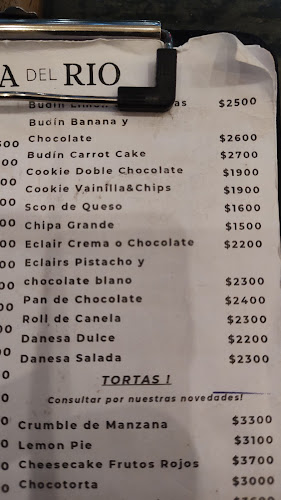 A DEL RIO
Budín Limón as $2500
Budín Banana y
Chocolate $2600
Budín Carrot Cake $2700
Cookie Doble Chocolate $1900
Cookie Vainilla&Chips $1900
Scon de Queso $1600
Chipa Grande $1500
Eclair Crema o Chocolate $2200
Eclairs Pistacho y
chocolate blano $2300
Pan de Chocolate $2400
Roll de Canela $2300
Danesa Dulce $2200
Danesa Salada $2300
TORTAS !
Consultar por nuestras novedades!
Crumble de Manzana $3300
Lemon Pie $3100
Cheesecake Frutos Rojos $3700
Chocotorta $3000